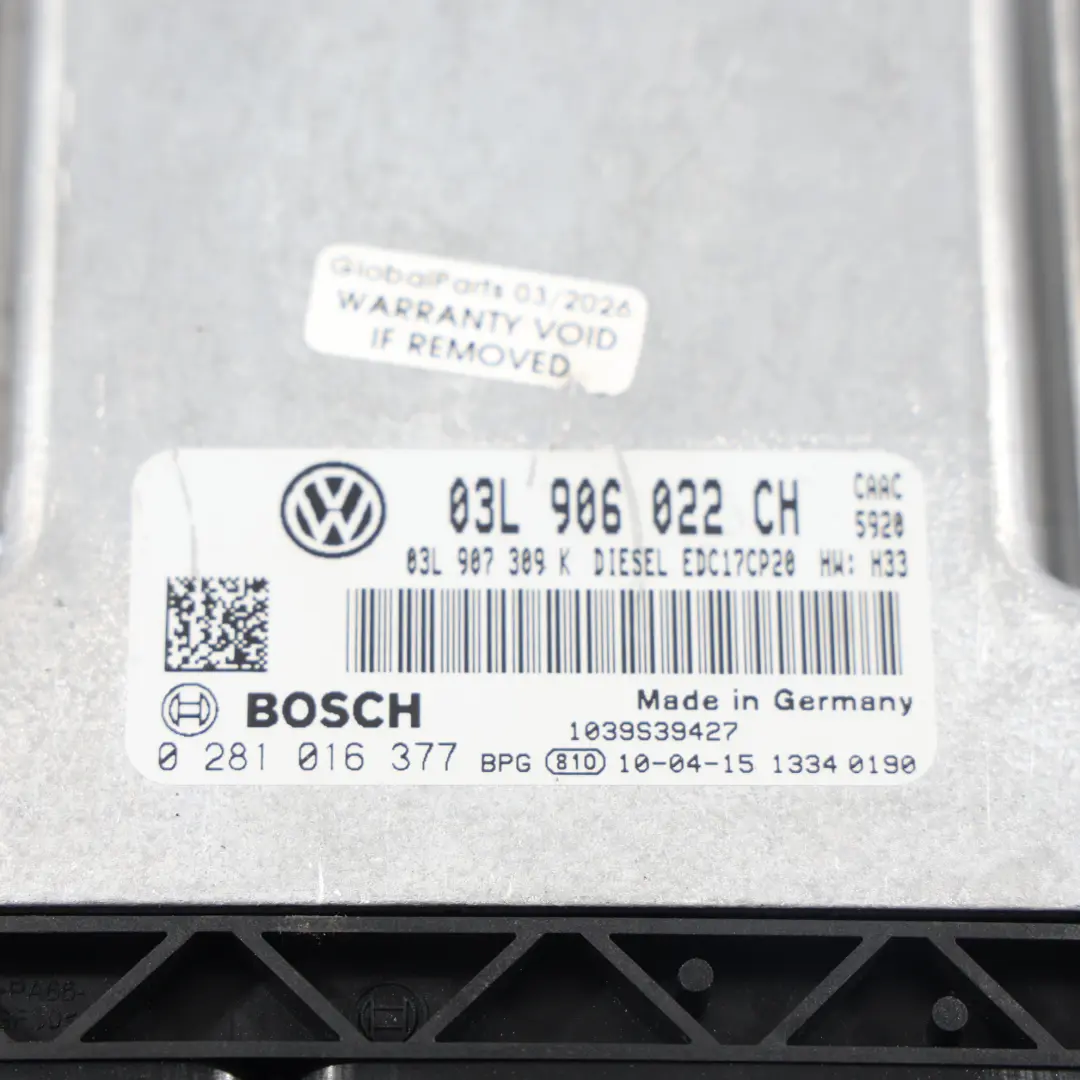 GlobalParts 03/2026
WARRANTY VOID
IF REMOVED
03L 906 022 CH
CAAC
5920
03L 907 309 K DIESEL EDC17CP20 HW: H33
BOSCH
Made in Germany
1039S39427
0 281 016 377 BPG 810 10-04-15 1334 0190